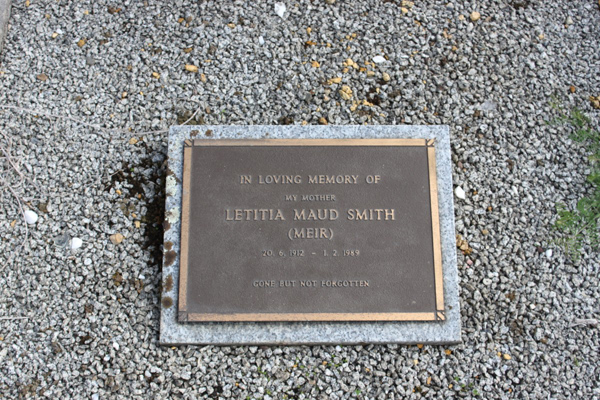 IN LOVING MEMORY OF
MY MOTHER
LETITIA MAUD SMITH
(MEIR)
20. 6. 1912 - 1. 2. 1989
GONE BUT NOT FORGOTTEN